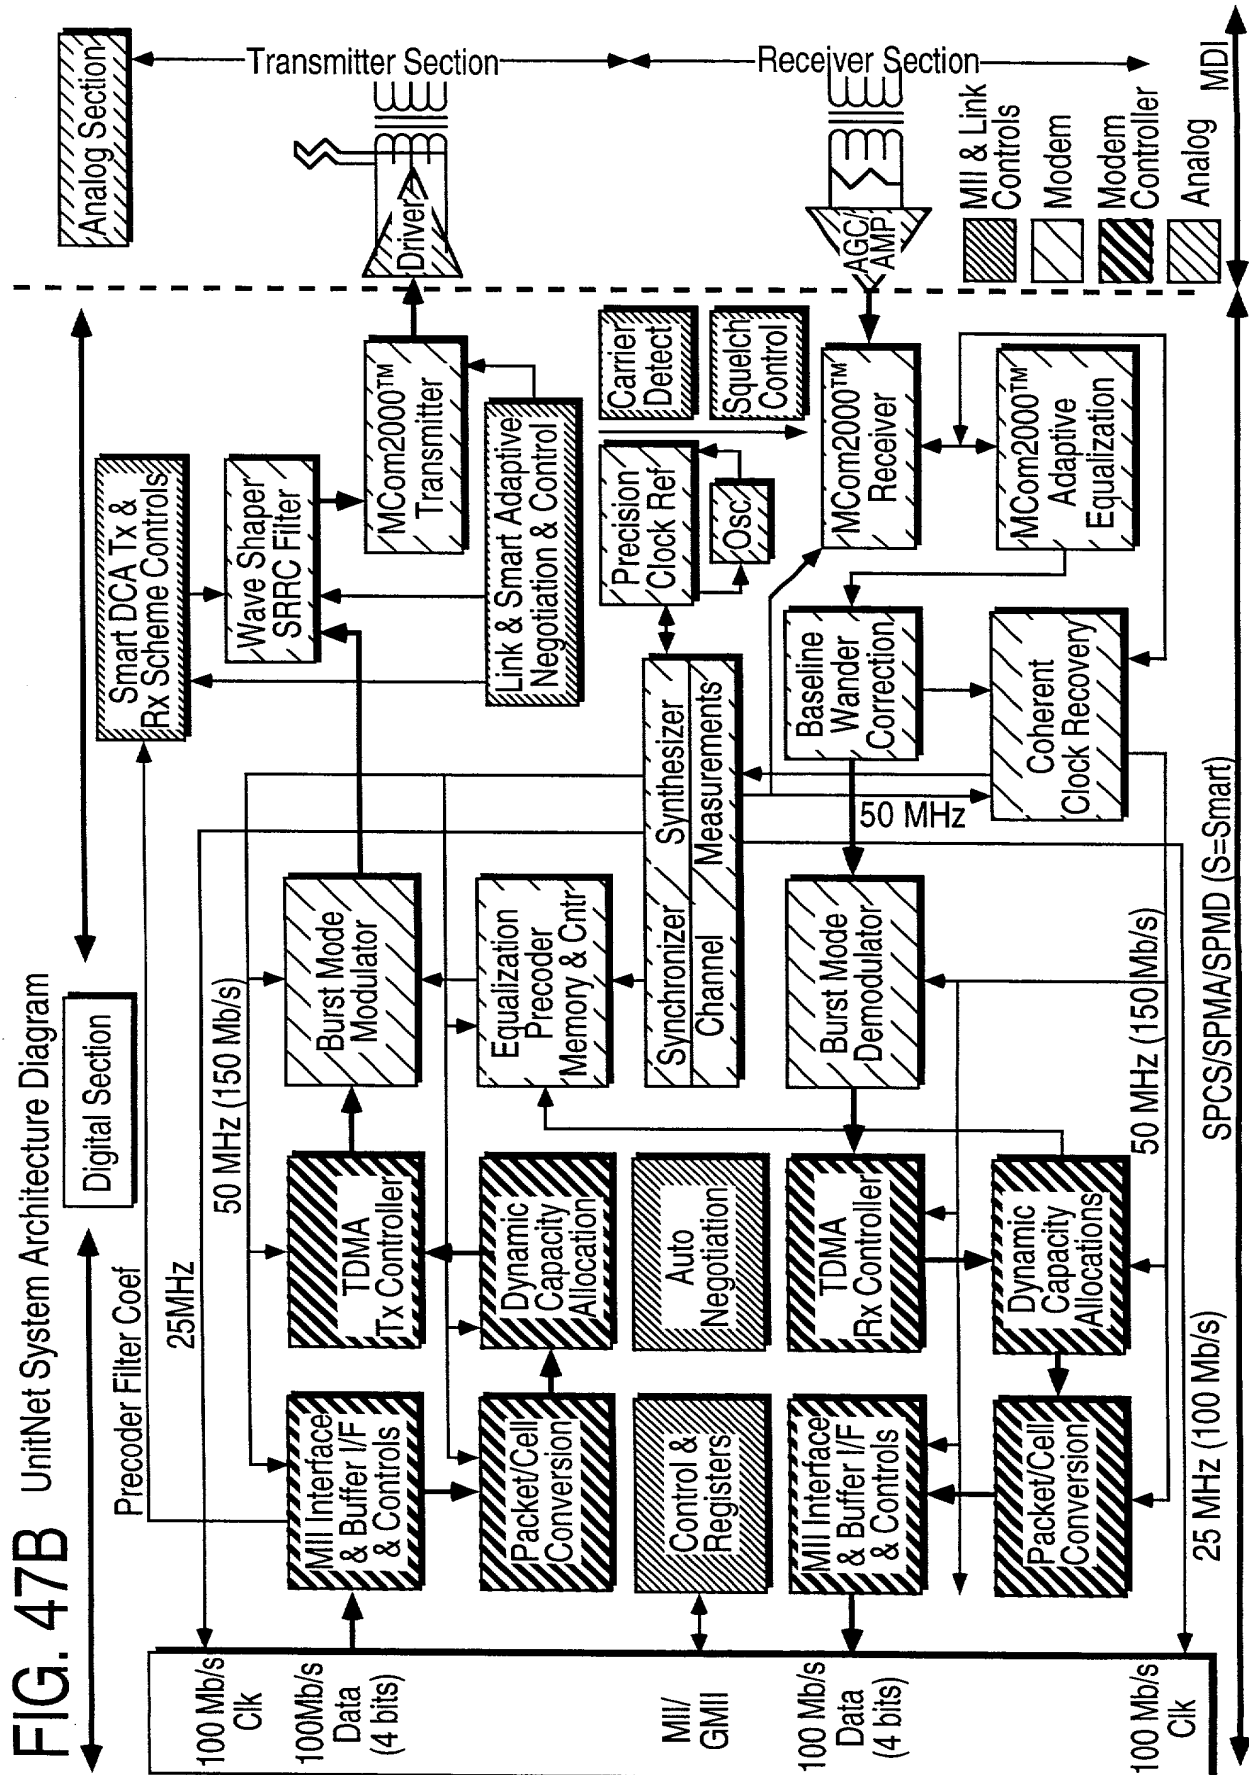 FIG. 47B
UnitNet System Architecture Diagram
Digital Section
Analog Section
Precoder Filter Coef
25MHz
50 MHz (150 Mb/s)
Smart DCA Tx &
Rx Scheme Controls
Wave Shaper
SRRC Filter
MCom2000™
Transmitter
Driver
Transmitter Section
Link & Smart Adaptive
Negotiation & Control
100 Mb/s
Clk
100Mb/s
Data
(4 bits)
MII Interface
& Buffer I/F
& Controls
TDMA
Tx Controller
Burst Mode
Modulator
Packet/Cell
Conversion
Dynamic
Capacity
Allocation
Equalization
Precoder
Memory & Cntr
MII/
GMII
Control &
Registers
Auto
Negotiation
Synchronizer
Synthesizer
Channel
Measurements
Precision
Clock Ref
Osc.
Carrier
Detect
Squelch
Control
100 Mb/s
Data
(4 bits)
MII Interface
& Buffer I/F
& Controls
TDMA
Rx Controller
Burst Mode
Demodulator
50 MHz
Baseline
Wander
Correction
MCom2000™
Receiver
AGC/
AMP
Receiver Section
Packet/Cell
Conversion
Dynamic
Capacity
Allocations
Coherent
Clock Recovery
MCom2000™
Adaptive
Equalization
MII & Link
Controls
Modem
Modem
Controller
Analog
100 Mb/s
Clk
25 MHz (100 Mb/s)
50 MHz (150 Mb/s)
SPCS/SPMA/SPMD (S=Smart)
MDI